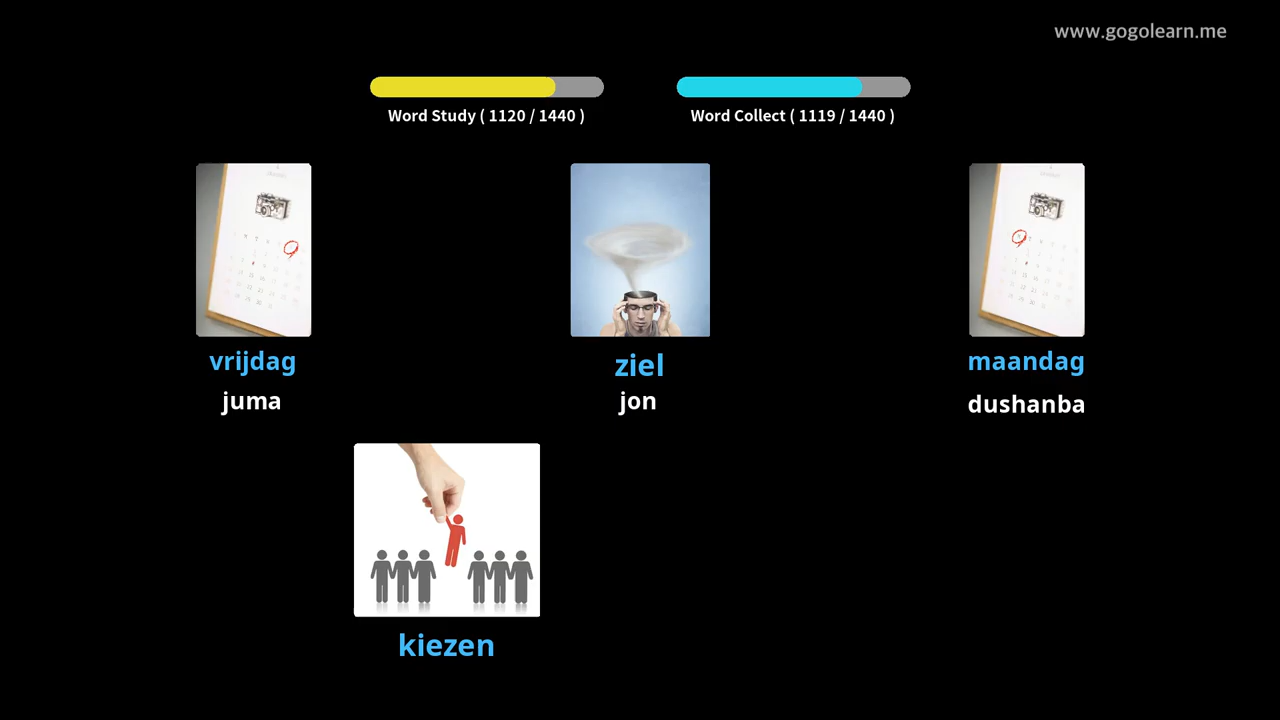 www.gogolearn.me
Word Study ( 1120 / 1440 )
Word Collect ( 1119 / 1440 )
vrijdag
juma
ziel
jon
maandag
dushanba
kiezen